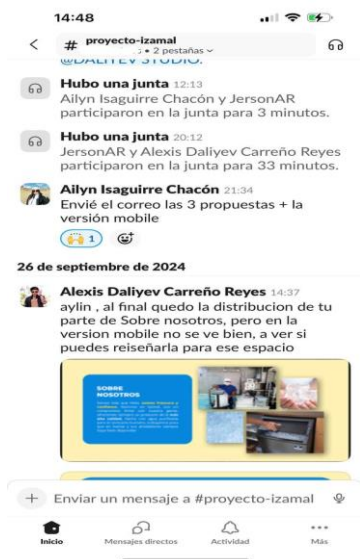 14:48
# proyecto-izamal
• 2 pestañas
@DALITEV STUDIO.
Hubo una junta 12:13
Ailyn Isaguirre Chacón y JersonAR
participaron en la junta para 3 minutos.
Hubo una junta 20:12
JersonAR y Alexis Daliyev Carreño Reyes
participaron en la junta para 33 minutos.
Ailyn Isaguirre Chacón 21:34
Envié el correo las 3 propuestas + la
versión mobile
1
26 de septiembre de 2024
Alexis Daliyev Carreño Reyes 14:37
aylin , al final quedo la distribucion de tu
parte de Sobre nosotros, pero en la
version mobile no se ve bien, a ver si
puedes reiseñarla para ese espacio
SOBRE
NOSOTROS
Enviar un mensaje a #proyecto-izamal
Inicio
Mensajes directos
Actividad
Más